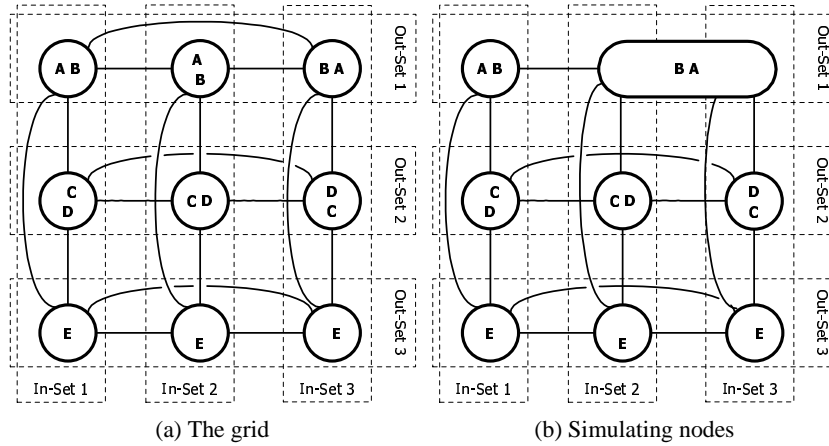 A B
A
B
B A
Out-Set 1
C
D
C D
D
C
Out-Set 2
E
E
E
Out-Set 3
In-Set 1
In-Set 2
In-Set 3
(a) The grid
A B
B A
Out-Set 1
C
D
C D
D
C
Out-Set 2
E
E
E
Out-Set 3
In-Set 1
In-Set 2
In-Set 3
(b) Simulating nodes